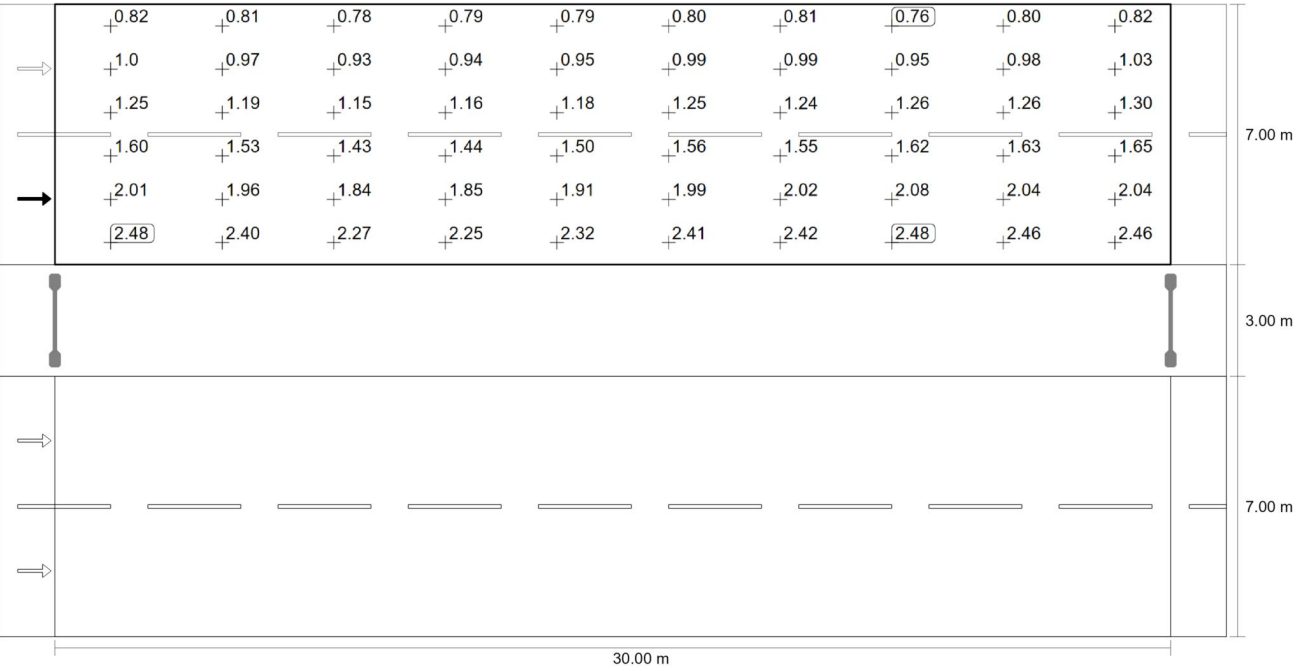 0.82 0.81 0.78 0.79 0.79 0.80 0.81 0.76 0.80 0.82
1.0 0.97 0.93 0.94 0.95 0.99 0.99 0.95 0.98 1.03
1.25 1.19 1.15 1.16 1.18 1.25 1.24 1.26 1.26 1.30
7.00 m
1.60 1.53 1.43 1.44 1.50 1.56 1.55 1.62 1.63 1.65
2.01 1.96 1.84 1.85 1.91 1.99 2.02 2.08 2.04 2.04
2.48 2.40 2.27 2.25 2.32 2.41 2.42 2.48 2.46 2.46
3.00 m
7.00 m
30.00 m